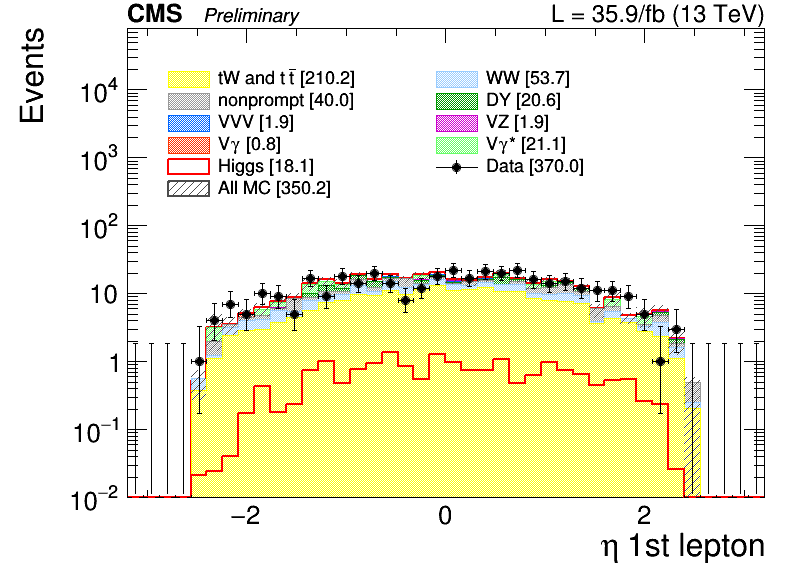 CMS Preliminary L = 35.9/fb (13 TeV)
Events
tW and t t̄ [210.2]
WW [53.7]
nonprompt [40.0]
DY [20.6]
VVV [1.9]
VZ [1.9]
Vγ [0.8]
Vγ* [21.1]
Higgs [18.1]
Data [370.0]
All MC [350.2]
10⁴
10³
10²
10
1
10⁻¹
10⁻²
−2 0 2
η 1st lepton